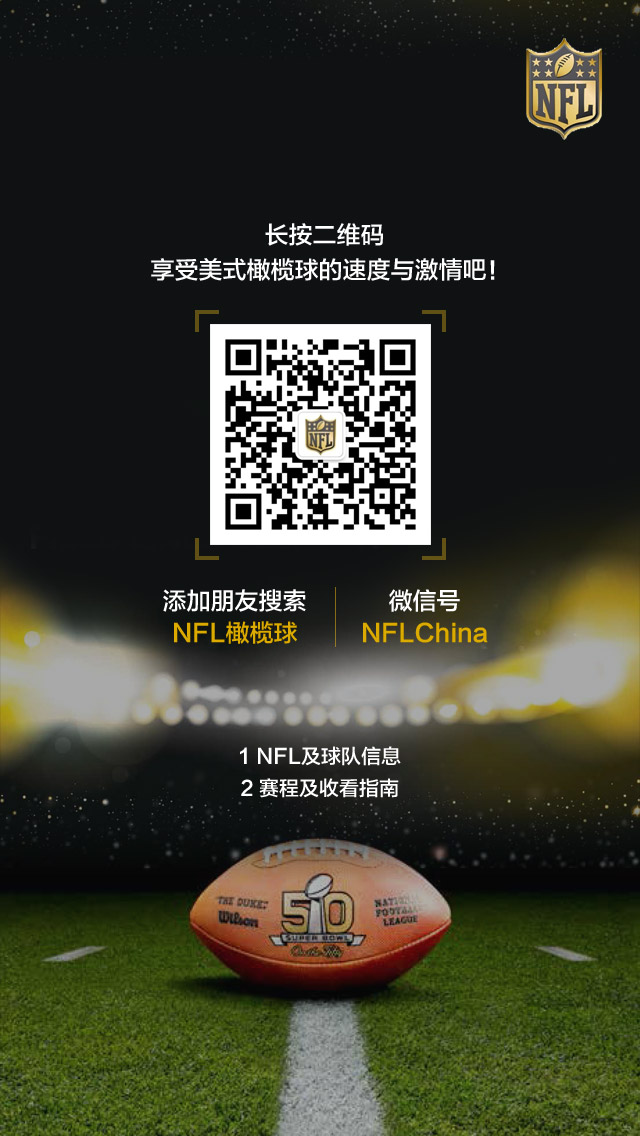 NFL
长按二维码
享受美式橄榄球的速度与激情吧!
NFL
添加朋友搜索
NFL橄榄球
微信号
NFLChina
1 NFL及球队信息
2 赛程及收看指南
"THE DUKE"
Wilson
50
SUPER BOWL
On the Fifty
NATIONAL
FOOTBALL
LEAGUE